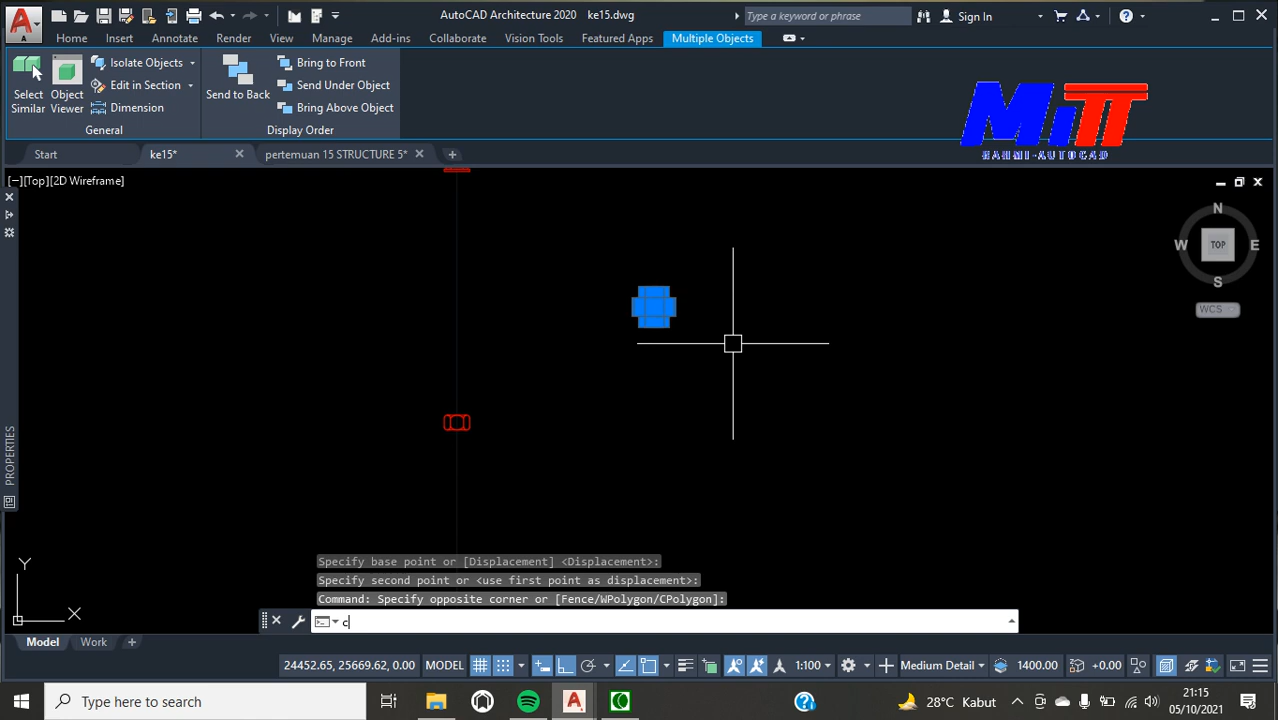 AutoCAD Architecture 2020 ke15.dwg
Type a keyword or phrase
Sign In
Home Insert Annotate Render View Manage Add-ins Collaborate Vision Tools Featured Apps Multiple Objects
Select Similar
Object Viewer
Isolate Objects
Edit in Section
Dimension
General
Send to Back
Bring to Front
Send Under Object
Bring Above Object
Display Order
MiTT
HAHMI-AUTOCAD
Start ke15* pertemuan 15 STRUCTURE 5*
[−][Top][2D Wireframe]
N
W TOP E
S
WCS
PROPERTIES
Y
X
Specify base point or [Displacement] <Displacement>:
Specify second point or <use first point as displacement>:
Command: Specify opposite corner or [Fence/WPolygon/CPolygon]:
c
Model Work
24452.65, 25669.62, 0.00 MODEL 1:100 Medium Detail 1400.00 +0.00
Type here to search
28°C Kabut
21:15
05/10/2021